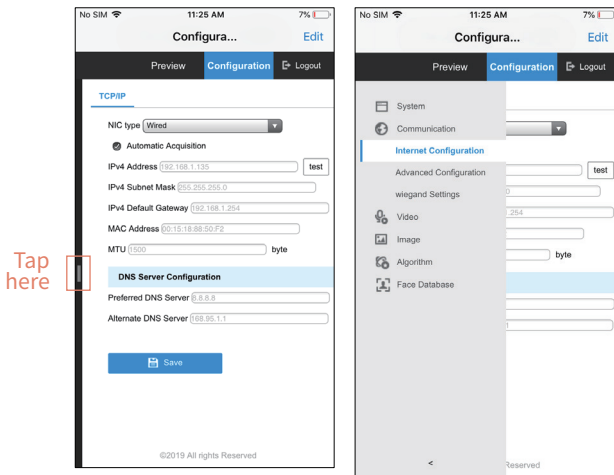 No SIM 11:25 AM 7%
Configura... Edit
Preview Configuration Logout
TCP/IP
NIC type Wired
Automatic Acquisition
IPv4 Address 192.168.1.135 test
IPv4 Subnet Mask 255.255.255.0
IPv4 Default Gateway 192.168.1.254
MAC Address 00:15:18:88:50:F2
MTU 1500 byte
Tap
here
DNS Server Configuration
Preferred DNS Server 8.8.8.8
Alternate DNS Server 168.95.1.1
Save
©2019 All rights Reserved
No SIM 11:25 AM 7%
Configura... Edit
Preview Configuration Logout
System
Communication
Internet Configuration
Advanced Configuration test
wiegand Settings 0
.254
Video
Image byte
Algorithm
Face Database
1
< Reserved